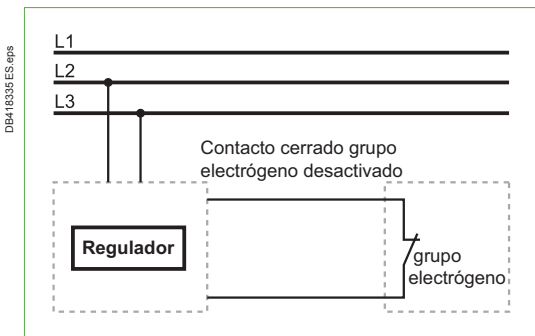 DB418335 ES.eps
L1
L2
L3
Contacto cerrado grupo
electrógeno desactivado
Regulador
grupo
electrógeno